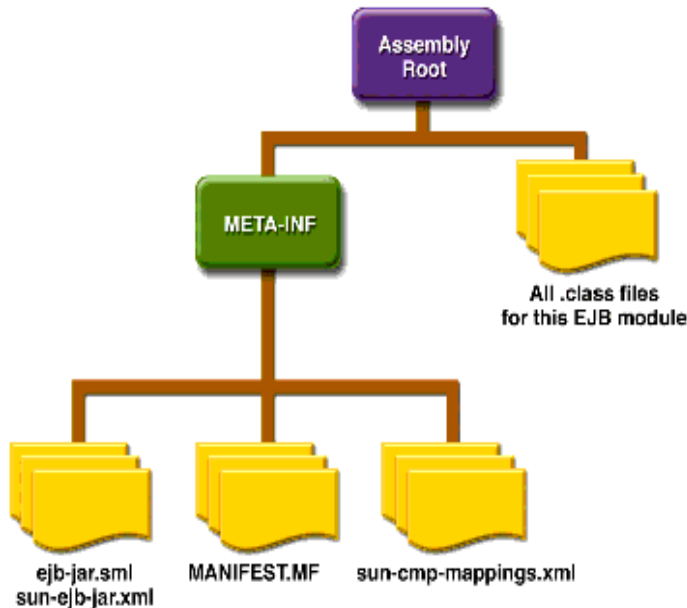 Assembly
Root
META-INF
All .class files
for this EJB module
ejb-jar.sml
sun-ejb-jar.xml
MANIFEST.MF
sun-cmp-mappings.xml